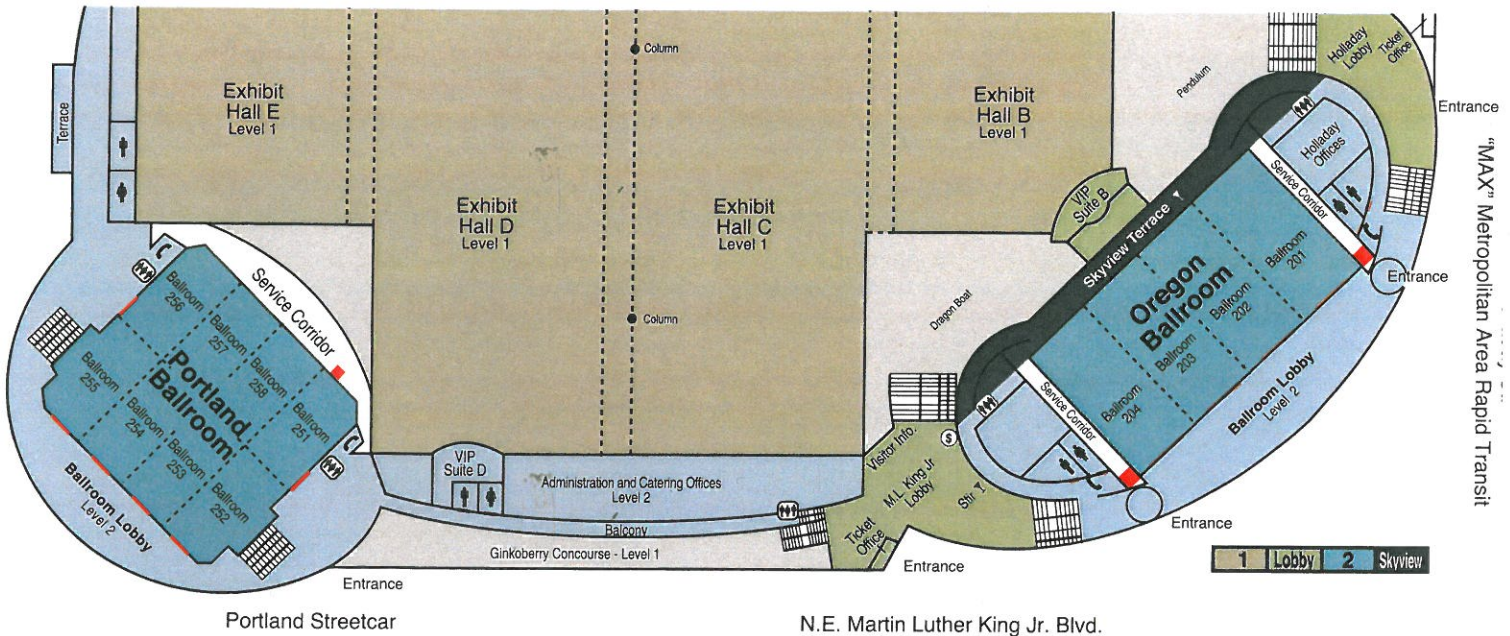 Terrace
Exhibit
Hall E
Level 1
Column
Exhibit
Hall B
Level 1
Pendulum
Holladay
Lobby
Ticket
Office
Entrance
Holladay
Offices
Service Corridor
VIP
Suite B
Skyview Terrace
Exhibit
Hall D
Level 1
Exhibit
Hall C
Level 1
Column
Dragon Boat
Oregon
Ballroom
Ballroom
201
Ballroom
202
Ballroom
203
Ballroom
204
Service Corridor
Entrance
Ballroom Lobby
Level 2
"MAX" Metropolitan Area Rapid Transit
Service Corridor
Portland
Ballroom
Ballroom
256
Ballroom
257
Ballroom
258
Ballroom
251
Ballroom
255
Ballroom
254
Ballroom
253
Ballroom
252
Ballroom Lobby
Level 2
VIP
Suite D
Administration and Catering Offices
Level 2
Balcony
Ginkoberry Concourse - Level 1
Visitor Info.
$
M.L. King Jr
Lobby
Stir
Ticket
Office
Entrance
Entrance
Entrance
1 Lobby 2 Skyview
Portland Streetcar
N.E. Martin Luther King Jr. Blvd.